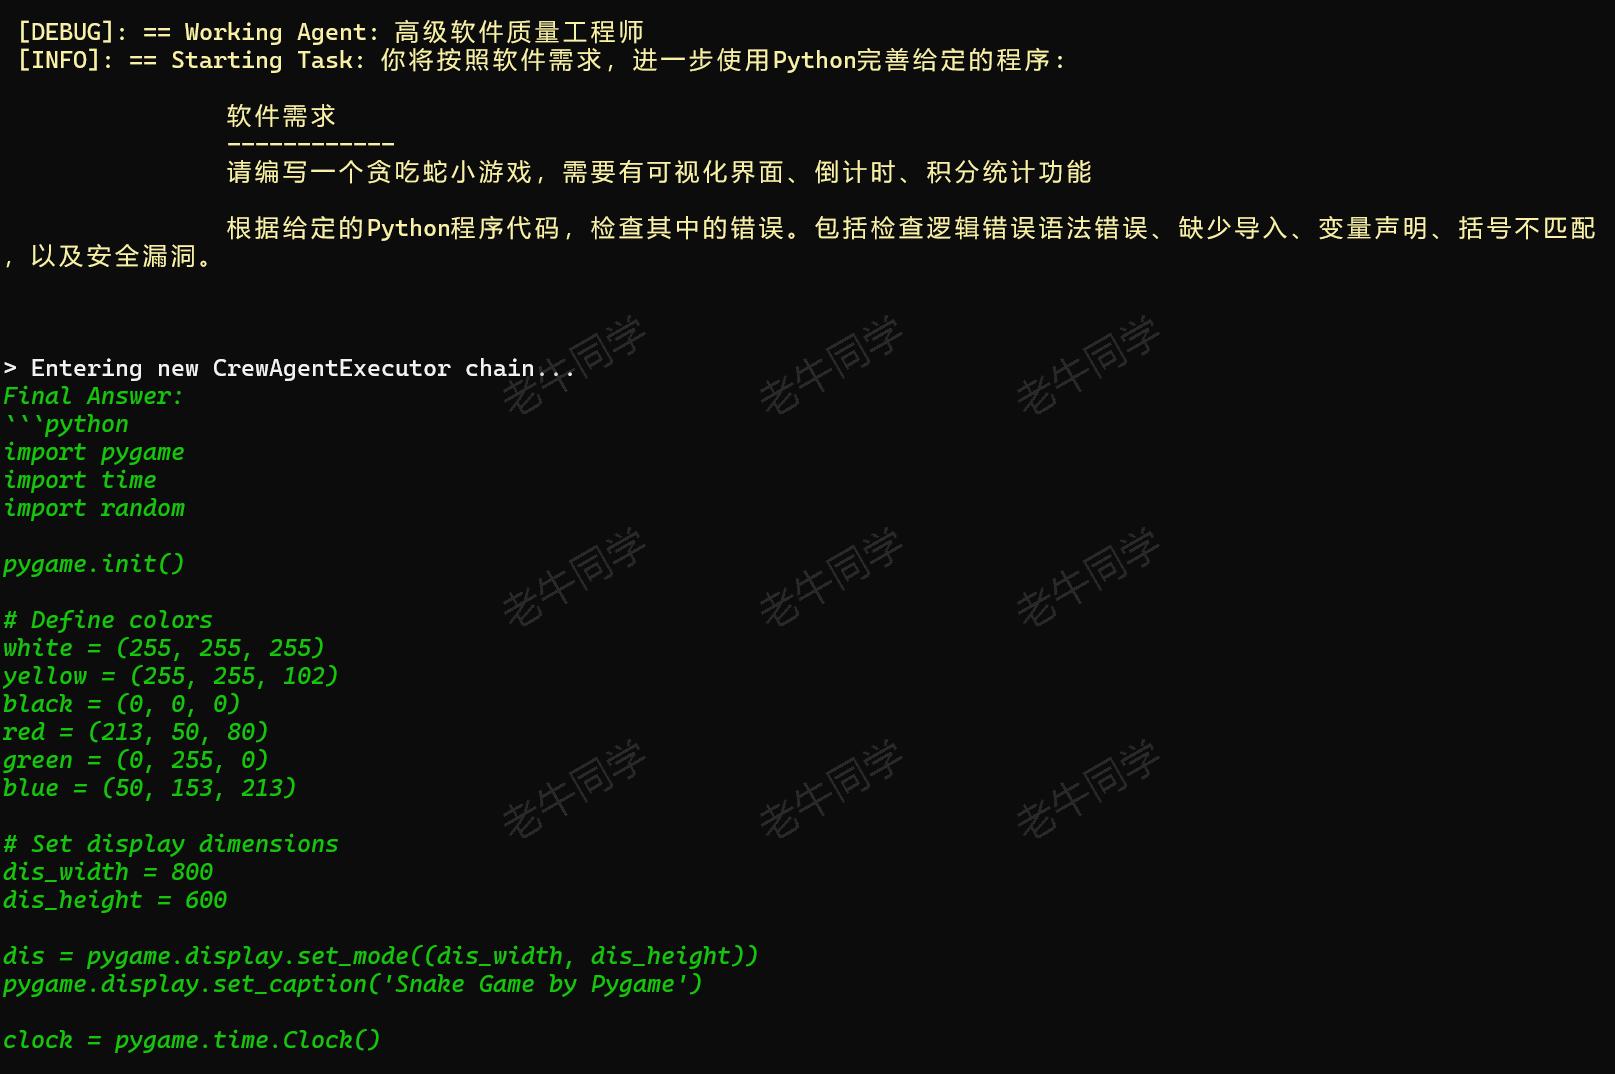 [DEBUG]: == Working Agent: 高级软件质量工程师
[INFO]: == Starting Task: 你将按照软件需求，进一步使用Python完善给定的程序：
软件需求
------------
请编写一个贪吃蛇小游戏，需要有可视化界面、倒计时、积分统计功能
根据给定的Python程序代码，检查其中的错误。包括检查逻辑错误语法错误、缺少导入、变量声明、括号不匹配
，以及安全漏洞。
> Entering new CrewAgentExecutor chain...
Final Answer:
```python
import pygame
import time
import random
pygame.init()
# Define colors
white = (255, 255, 255)
yellow = (255, 255, 102)
black = (0, 0, 0)
red = (213, 50, 80)
green = (0, 255, 0)
blue = (50, 153, 213)
# Set display dimensions
dis_width = 800
dis_height = 600
dis = pygame.display.set_mode((dis_width, dis_height))
pygame.display.set_caption('Snake Game by Pygame')
clock = pygame.time.Clock()
老牛同学 老牛同学 老牛同学
老牛同学 老牛同学 老牛同学
老牛同学 老牛同学 老牛同学